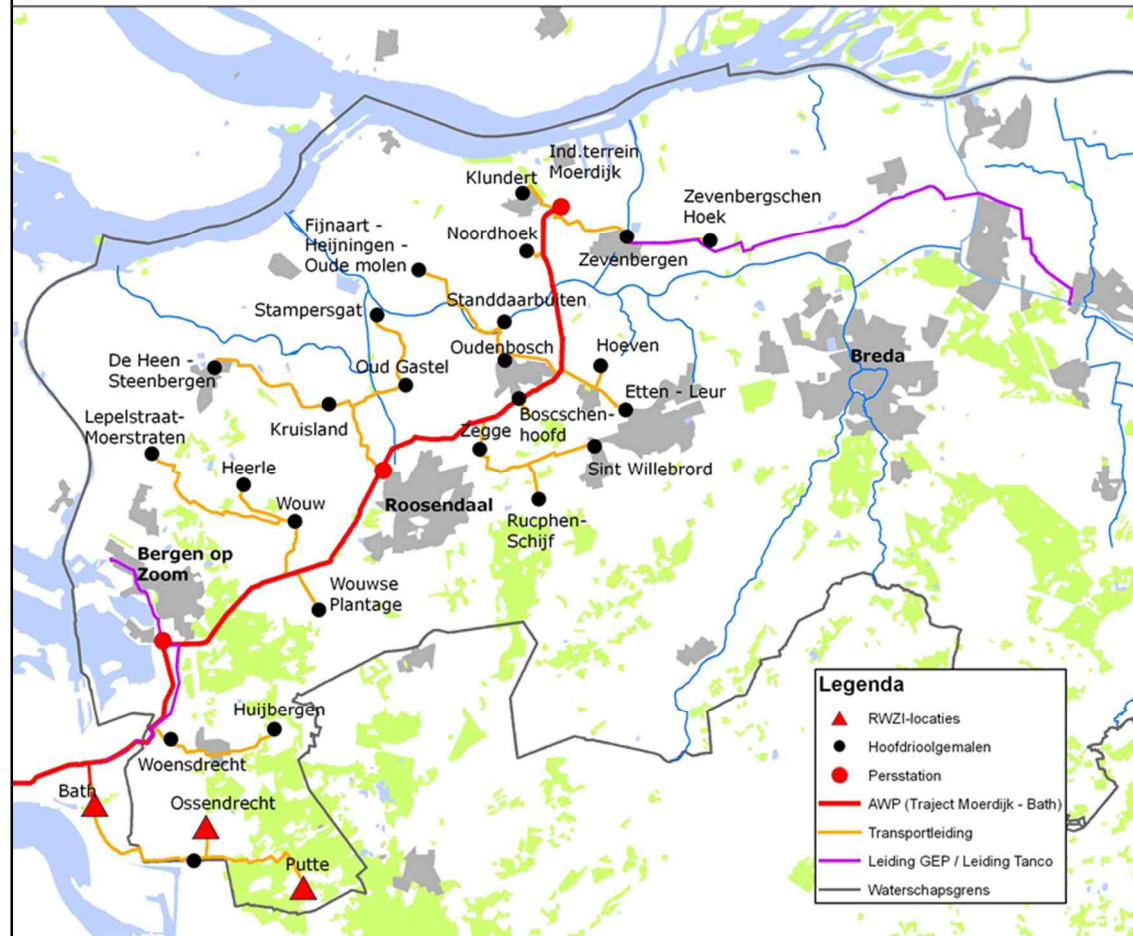 Ind.terrein
Moerdijk
Klundert
Zevenbergschen
Hoek
Fijnaart -
Heijningen -
Oude molen
Noordhoek
Zevenbergen
Stampersgat
Standdaarbuiten
De Heen -
Steenbergen
Oud Gastel
Oudenbosch
Hoeven
Breda
Etten - Leur
Lepelstraat-
Moerstraten
Kruisland
Zegge
Boscschen-
hoofd
Heerle
Sint Willebrord
Wouw
Roosendaal
Rucphen-
Schijf
Bergen op
Zoom
Wouwse
Plantage
Huijbergen
Woensdrecht
Bath
Ossendrecht
Putte
Legenda
RWZI-locaties
Hoofdrioolgemalen
Persstation
AWP (Traject Moerdijk - Bath)
Transportleiding
Leiding GEP / Leiding Tanco
Waterschapsgrens